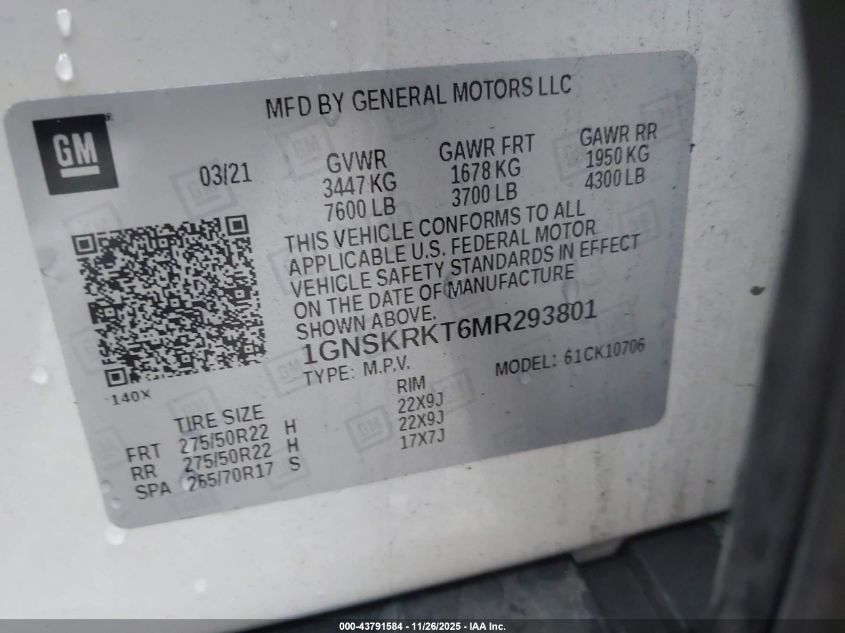 MFD BY GENERAL MOTORS LLC
GM
03/21
GVWR
3447 KG
7600 LB
GAWR FRT
1678 KG
3700 LB
GAWR RR
1950 KG
4300 LB
THIS VEHICLE CONFORMS TO ALL
APPLICABLE U.S. FEDERAL MOTOR
VEHICLE SAFETY STANDARDS IN EFFECT
ON THE DATE OF MANUFACTURE
SHOWN ABOVE.
1GNSKRKT6MR293801
TYPE: M.P.V.
MODEL: 61CK10706
140X
TIRE SIZE
RIM
FRT 275/50R22 H 22X9J
RR 275/50R22 H 22X9J
SPA 265/70R17 S 17X7J
000-43791584 - 11/26/2025 - IAA Inc.